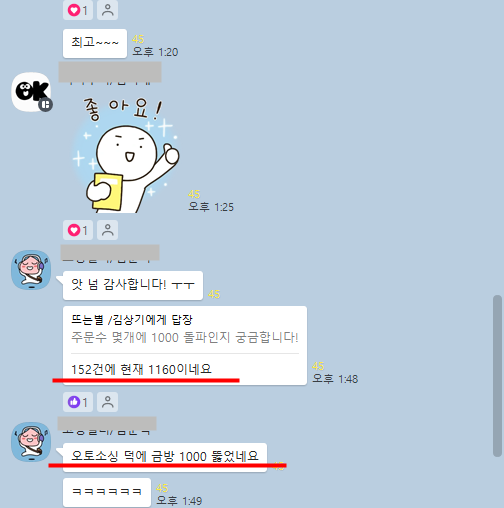 1
최고~~~
45
오후 1:20
OK
좋아요!
45
오후 1:25
1
앗 넘 감사합니다! ㅜㅜ
45
뜨는별 /김상기에게 답장
주문수 몇개에 1000 돌파인지 궁금합니다!
152건에 현재 1160이네요
45
오후 1:48
1
오토소싱 덕에 금방 1000 뚫었네요
45
ㅋㅋㅋㅋㅋㅋ
45
오후 1:49